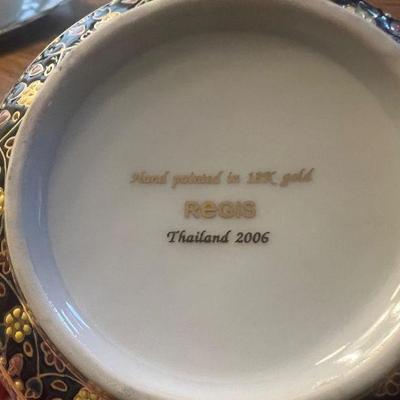 Hand painted in 18K gold
ReGIS
Thailand 2006